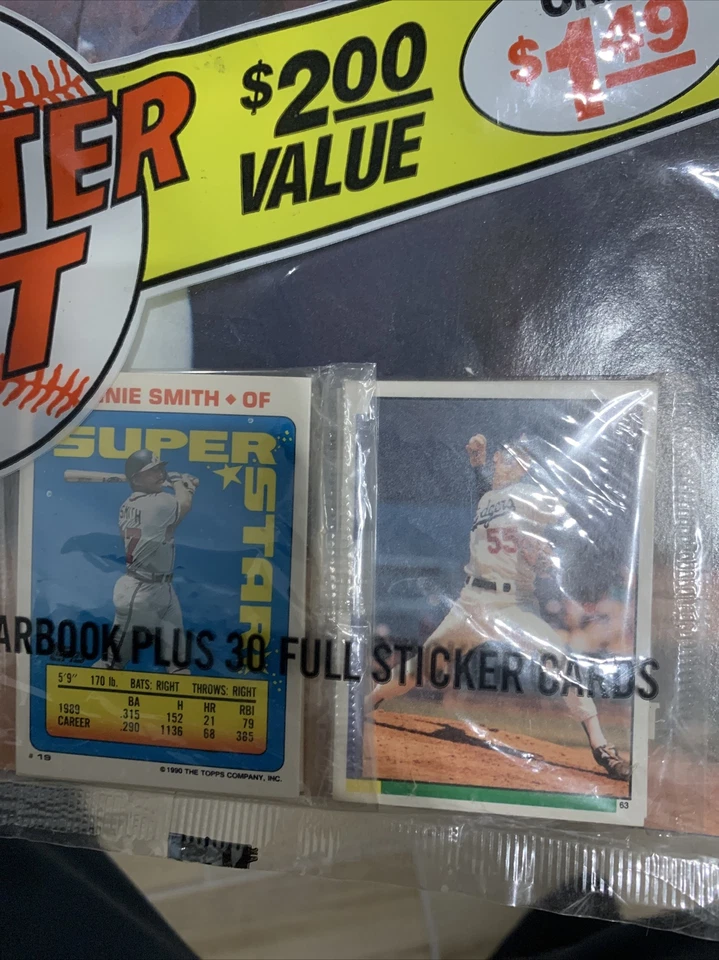 TER
T
$2.00
VALUE
$1.49
NIE SMITH ♦ OF
SUPER
STAR
SMITH
7
Dodgers
55
ARBOOK PLUS 30 FULL STICKER CARDS
5'9" 170 lb. BATS: RIGHT THROWS: RIGHT
BA H HR RBI
1989 .315 152 21 79
CAREER .290 1136 68 385
# 19
© 1990 THE TOPPS COMPANY, INC.
63